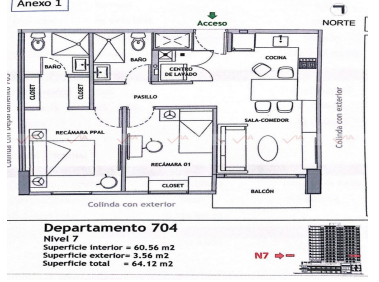 Anexo 1
Acceso
NORTE
BAÑO
BAÑO
COCINA
CENTRO
DE LAVADO
CLOSET
CLOSET
PASILLO
SALA-COMEDOR
Colinda con exterior
RECÁMARA PPAL
RECÁMARA 01
CLOSET
BALCÓN
Colinda con exterior
Departamento 704
Nivel 7
Superficie interior = 60.56 m2
Superficie exterior= 3.56 m2
Superficie total = 64.12 m2
N7